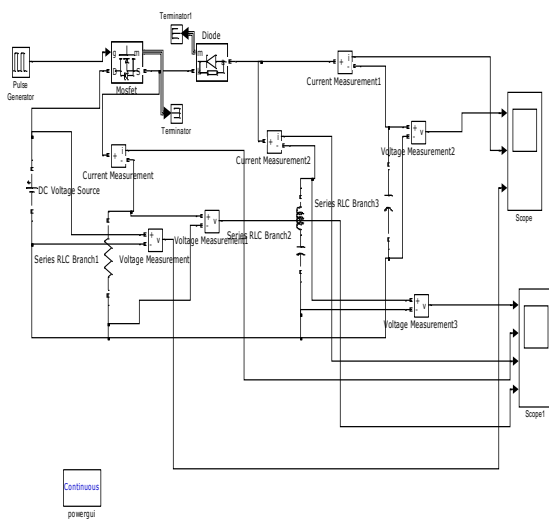 Terminator1
Diode
g
m
D
S
Mosfet
m
Pulse
Generator
Terminator
+
-
i
Current Measurement1
+
-
v
Voltage Measurement2
Scope
+
-
i
Current Measurement
+
-
i
Current Measurement2
DC Voltage Source
Series RLC Branch3
+
-
v
Voltage Measurement1
+
-
v
Voltage Measurement
Series RLC Branch2
Series RLC Branch1
+
-
v
Voltage Measurement3
Scope1
Continuous
powergui